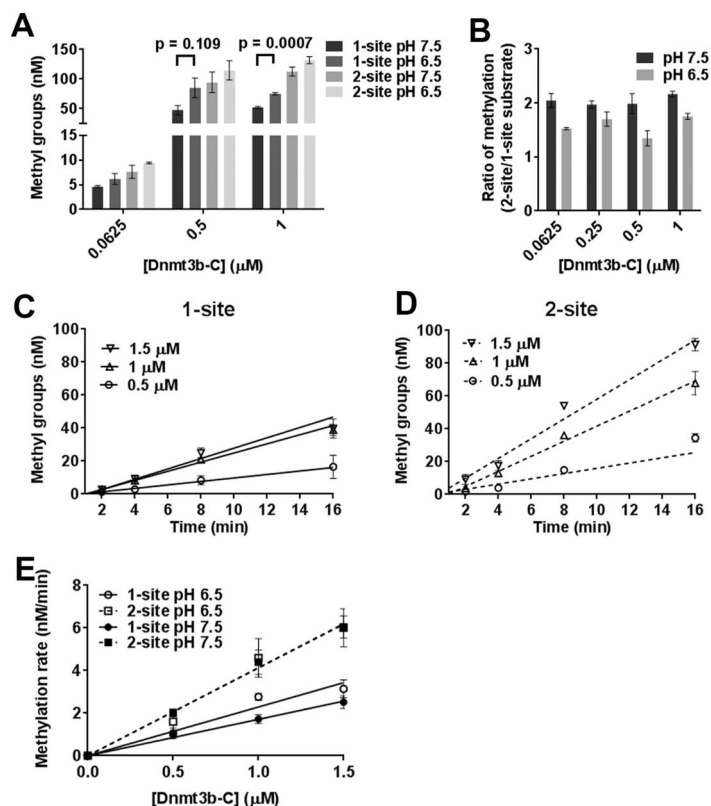 A
p = 0.109 p = 0.0007
1-site pH 7.5
1-site pH 6.5
2-site pH 7.5
2-site pH 6.5
Methyl groups (nM)
150
100
50
15
10
5
0
0.0625 0.5 1
[Dnmt3b-C] (μM)
B
pH 7.5
pH 6.5
Ratio of methylation
(2-site/1-site substrate)
3
2
1
0
0.0625 0.25 0.5 1
[Dnmt3b-C] (μM)
C
1-site
1.5 μM
1 μM
0.5 μM
Methyl groups (nM)
100
80
60
40
20
0
2 4 6 8 10 12 14 16
Time (min)
D
2-site
1.5 μM
1 μM
0.5 μM
Methyl groups (nM)
100
80
60
40
20
0
2 4 6 8 10 12 14 16
Time (min)
E
1-site pH 6.5
2-site pH 6.5
1-site pH 7.5
2-site pH 7.5
Methylation rate (nM/min)
8
6
4
2
0
0.0 0.5 1.0 1.5
[Dnmt3b-C] (μM)